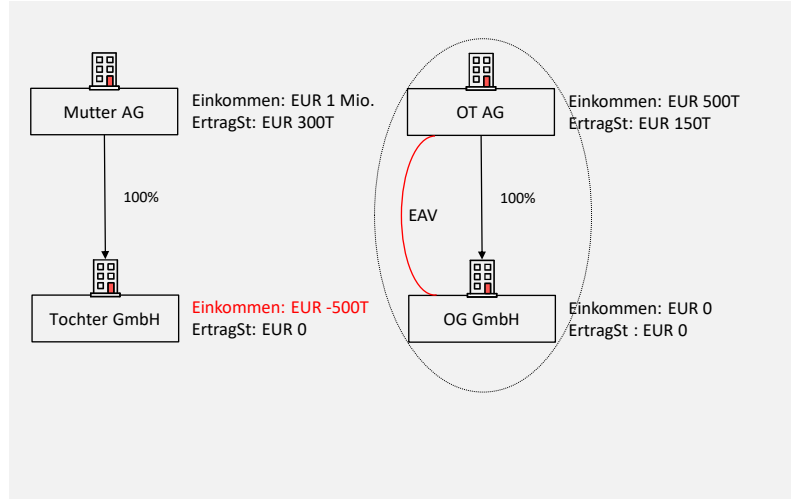 Mutter AG
Einkommen: EUR 1 Mio.
ErtragSt: EUR 300T
100%
Tochter GmbH
Einkommen: EUR -500T
ErtragSt: EUR 0
OT AG
Einkommen: EUR 500T
ErtragSt: EUR 150T
EAV
100%
OG GmbH
Einkommen: EUR 0
ErtragSt : EUR 0